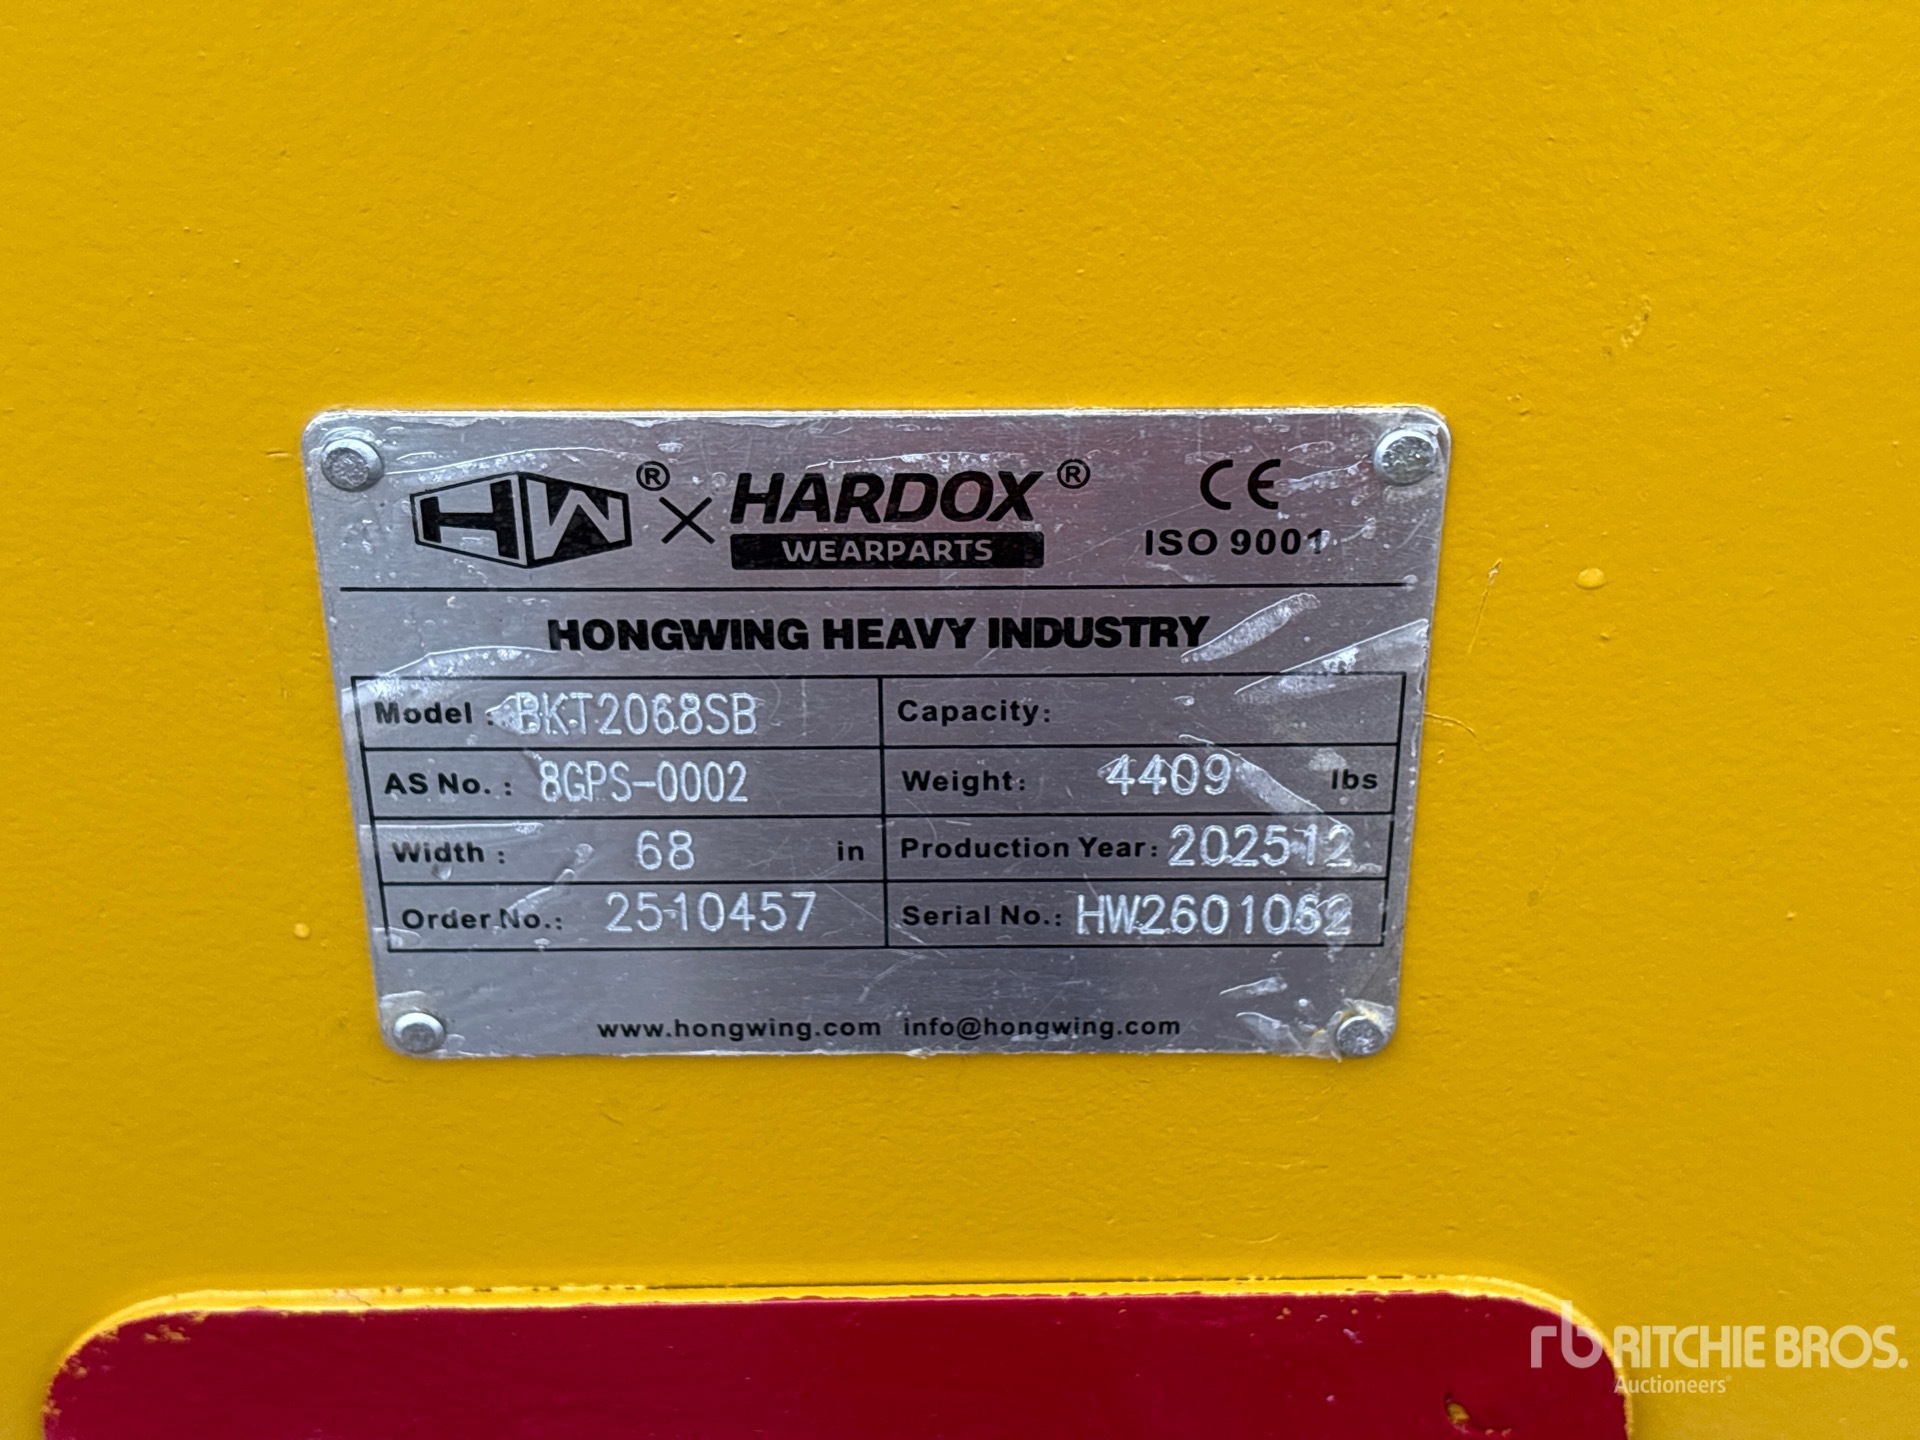 HW® × HARDOX® CE
WEARPARTS ISO 9001
HONGWING HEAVY INDUSTRY
Model : BKT2068SB Capacity:
AS No. : 8GPS-0002 Weight: 4409 lbs
Width : 68 in Production Year: 202512
Order No.: 2510457 Serial No.: HW2601062
www.hongwing.com info@hongwing.com
rb RITCHIE BROS.
Auctioneers